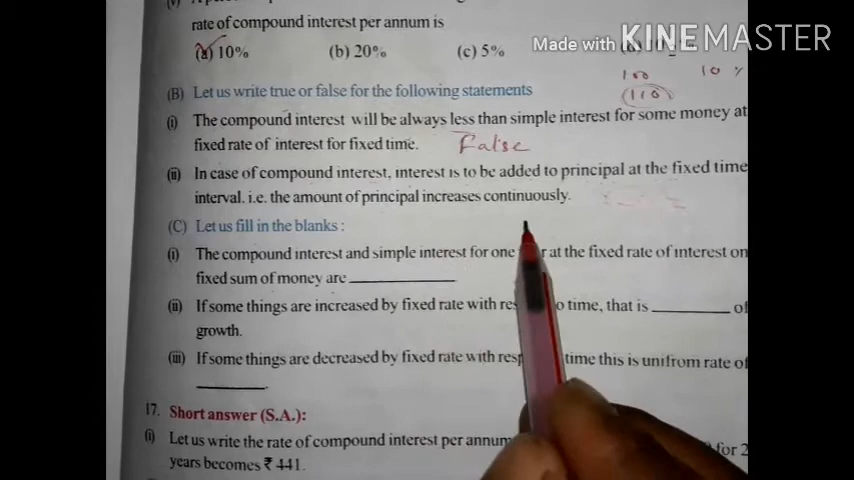 rate of compound interest per annum is
(a) 10% (b) 20% (c) 5%
Made with KINEMASTER
100 10%
110
(B) Let us write true or false for the following statements
(i) The compound interest will be always less than simple interest for some money at
fixed rate of interest for fixed time. False
(ii) In case of compound interest, interest is to be added to principal at the fixed time
interval. i.e. the amount of principal increases continuously.
(C) Let us fill in the blanks :
(i) The compound interest and simple interest for one at the fixed rate of interest on
fixed sum of money are
(ii) If some things are increased by fixed rate with time, that is of
growth.
(iii) If some things are decreased by fixed rate with time this is unifrom rate of
17. Short answer (S.A.):
(i) Let us write the rate of compound interest per annum for 2
years becomes ₹ 441.